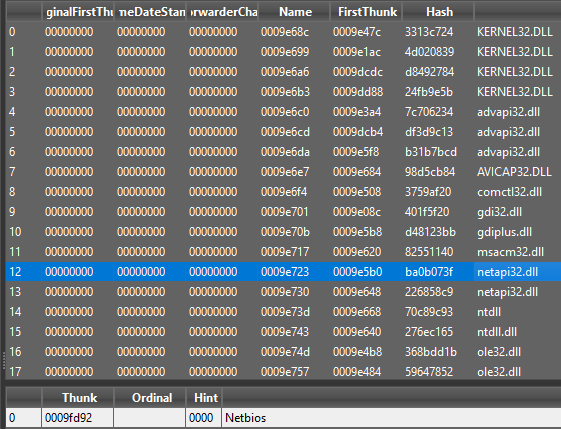 ginalFirstThu meDateStan orwarderCha Name FirstThunk Hash
0 00000000 00000000 00000000 0009e68c 0009e47c 3313c724 KERNEL32.DLL
1 00000000 00000000 00000000 0009e699 0009e1ac 4d020839 KERNEL32.DLL
2 00000000 00000000 00000000 0009e6a6 0009dcdc d8492784 KERNEL32.DLL
3 00000000 00000000 00000000 0009e6b3 0009dd88 24fb9e5b KERNEL32.DLL
4 00000000 00000000 00000000 0009e6c0 0009e3a4 7c706234 advapi32.dll
5 00000000 00000000 00000000 0009e6cd 0009dcb4 df3d9c13 advapi32.dll
6 00000000 00000000 00000000 0009e6da 0009e5f8 b31b7bcd advapi32.dll
7 00000000 00000000 00000000 0009e6e7 0009e684 98d5cb84 AVICAP32.DLL
8 00000000 00000000 00000000 0009e6f4 0009e508 3759af20 comctl32.dll
9 00000000 00000000 00000000 0009e701 0009e08c 401f5f20 gdi32.dll
10 00000000 00000000 00000000 0009e70b 0009e5b8 d48123bb gdiplus.dll
11 00000000 00000000 00000000 0009e717 0009e620 82551140 msacm32.dll
12 00000000 00000000 00000000 0009e723 0009e5b0 ba0b073f netapi32.dll
13 00000000 00000000 00000000 0009e730 0009e648 226858c9 netapi32.dll
14 00000000 00000000 00000000 0009e73d 0009e668 70c89c93 ntdll
15 00000000 00000000 00000000 0009e743 0009e640 276ec165 ntdll.dll
16 00000000 00000000 00000000 0009e74d 0009e4b8 368bdd1b ole32.dll
17 00000000 00000000 00000000 0009e757 0009e484 59647852 ole32.dll
Thunk Ordinal Hint
0 0009fd92 0000 Netbios